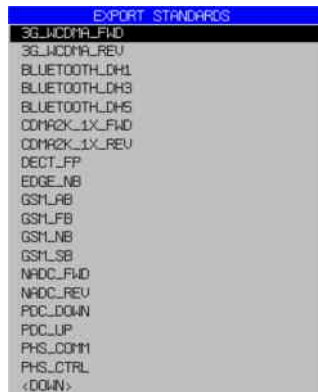 EXPORT STANDARDS
3G_WCDMA_FWD
3G_WCDMA_REV
BLUETOOTH_DH1
BLUETOOTH_DH3
BLUETOOTH_DH5
CDMA2K_1X_FWD
CDMA2K_1X_REV
DECT_FP
EDGE_NB
GSM_AB
GSM_FB
GSM_NB
GSM_SB
NADC_FWD
NADC_REV
PDC_DOWN
PDC_UP
PHS_COMM
PHS_CTRL
<DOWN>